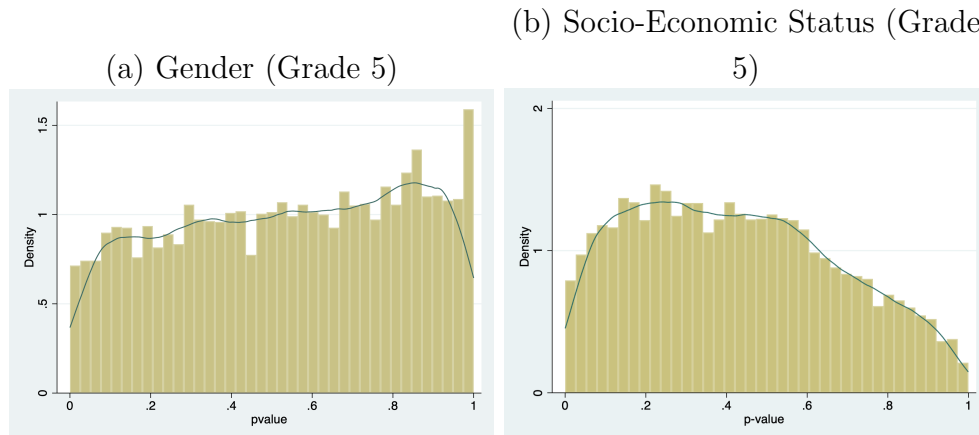 (a) Gender (Grade 5)
1.5
1
.5
0
Density
0 .2 .4 .6 .8 1
pvalue
(b) Socio-Economic Status (Grade
5)
2
1
0
Density
0 .2 .4 .6 .8 1
p-value